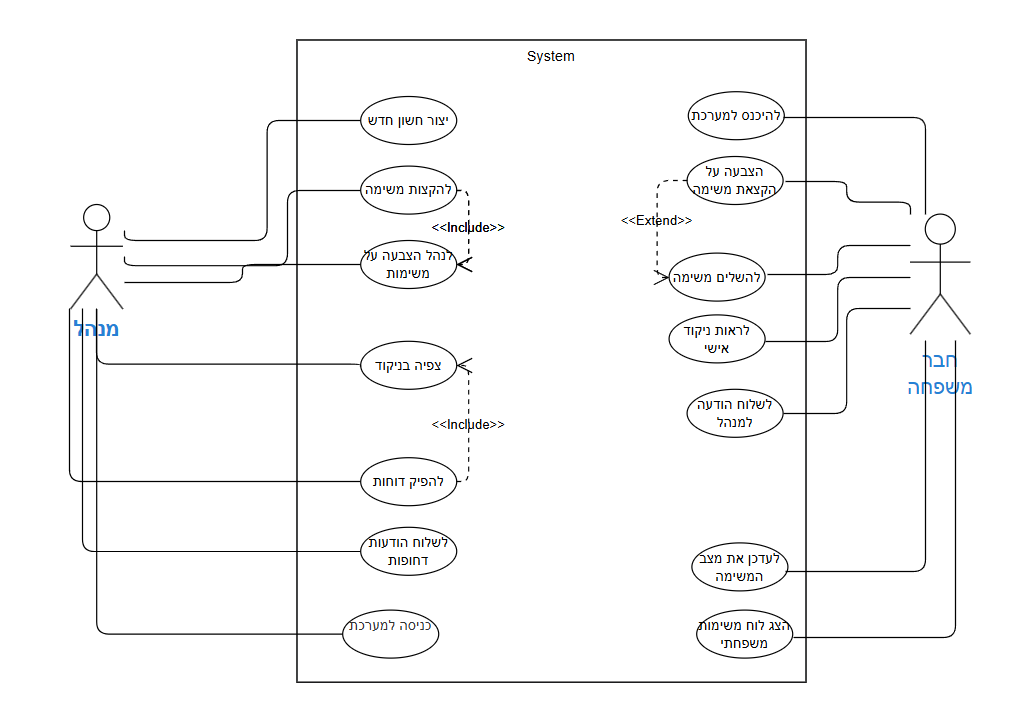 System
יצור חשון חדש
להקצות משימה
<<Include>>
לנהל הצבעה על
משימות
צפיה בניקוד
<<Include>>
להפיק דוחות
לשלוח הודעות
דחופות
כניסה למערכת
מנהל
להיכנס למערכת
הצבעה על
הקצאת משימה
<<Extend>>
להשלים משימה
לראות ניקוד
אישי
לשלוח הודעה
למנהל
לעדכן את מצב
המשימה
הצג לוח משימות
משפחתי
חבר
משפחה